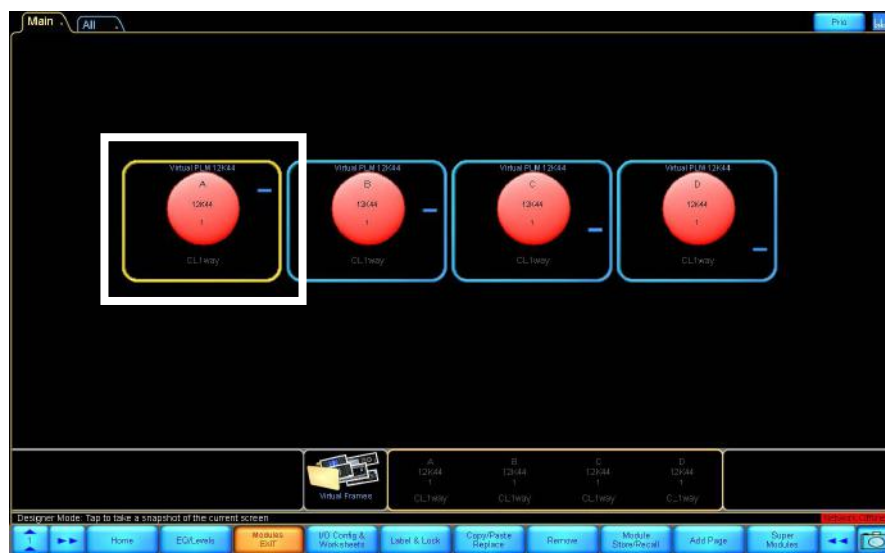 Main
All
Virtual PLM 12K44
Virtual PLM 12K44
Virtual PLM 12K44
Virtual PLM 12K44
A
B
C
D
12K44
12K44
12K44
12K44
1
1
1
1
CL1way
CL1way
CL1way
CL1way
A
B
C
D
12K44
12K44
12K44
12K44
1
1
1
1
Virtual Frames
CL1way
CL1way
CL1way
CL1way
Designer Mode: Tap to take a snapshot of the current screen
Network Offline
1
Home
EQ/Levels
Modules
EXIT
I/O Config &
Worksheets
Label & Lock
Copy/Paste
Replace
Remove
Module
Store/Recall
Add Page
Super
Modules